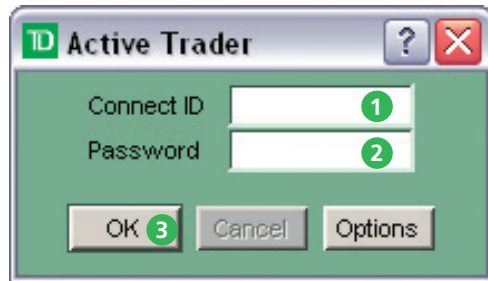 TD Active Trader ?
Connect ID 1
Password 2
OK 3 Cancel Options